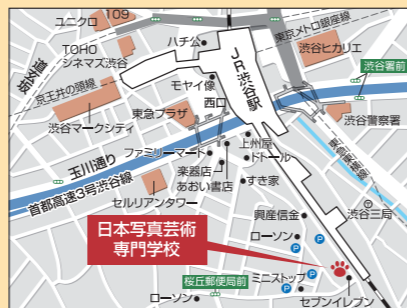 ユニクロ
109
ハチ公
東京メトロ銀座線
TOHO
シネマズ渋谷
JR渋谷駅
渋谷ヒカリエ
道玄坂
モヤイ像
渋谷署前
京王井の頭線
西口
東急プラザ
渋谷マークシティ
渋谷警察署
上州屋
玉川通り
ファミリーマート
ドトール
首都高速3号渋谷線
楽器店
あおい書店
すき家
セルリアンタワー
渋谷三局
興産信金
日本写真芸術
専門学校
ローソン
P
P
P
桜丘郵便局前
ミニストップ
セブンイレブン
ローソン